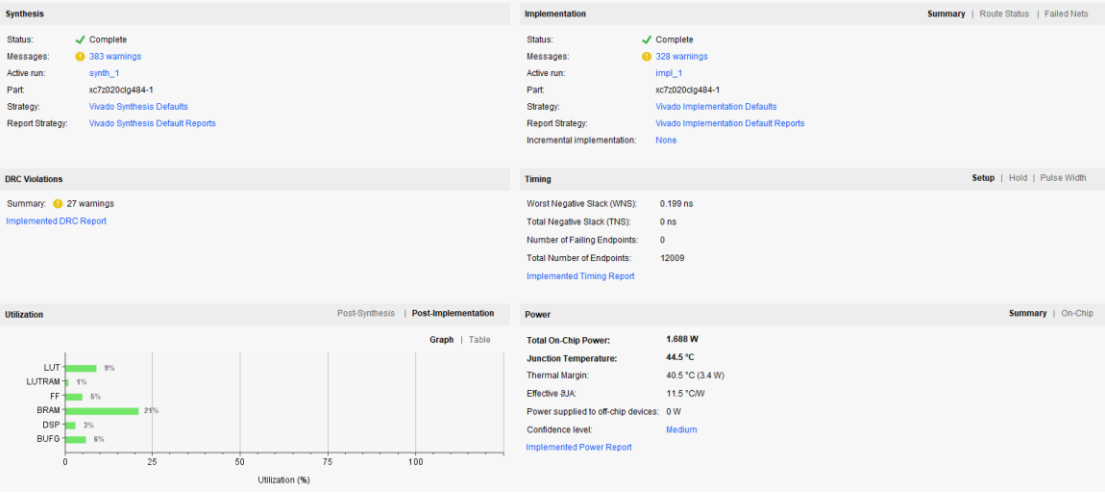 Synthesis
Status: Complete
Messages: 383 warnings
Active run: synth_1
Part: xc7z020clg484-1
Strategy: Vivado Synthesis Defaults
Report Strategy: Vivado Synthesis Default Reports
Implementation Summary | Route Status | Failed Nets
Status: Complete
Messages: 328 warnings
Active run: impl_1
Part: xc7z020clg484-1
Strategy: Vivado Implementation Defaults
Report Strategy: Vivado Implementation Default Reports
Incremental implementation: None
DRC Violations
Summary: 27 warnings
Implemented DRC Report
Timing Setup | Hold | Pulse Width
Worst Negative Slack (WNS): 0.199 ns
Total Negative Slack (TNS): 0 ns
Number of Failing Endpoints: 0
Total Number of Endpoints: 12009
Implemented Timing Report
Utilization Post-Synthesis | Post-Implementation
Graph | Table
LUT 9%
LUTRAM 1%
FF 5%
BRAM 21%
DSP 3%
BUFG 6%
0 25 50 75 100
Utilization (%)
Power Summary | On-Chip
Total On-Chip Power: 1.688 W
Junction Temperature: 44.5 °C
Thermal Margin: 40.5 °C (3.4 W)
Effective ϑJA: 11.5 °C/W
Power supplied to off-chip devices: 0 W
Confidence level: Medium
Implemented Power Report